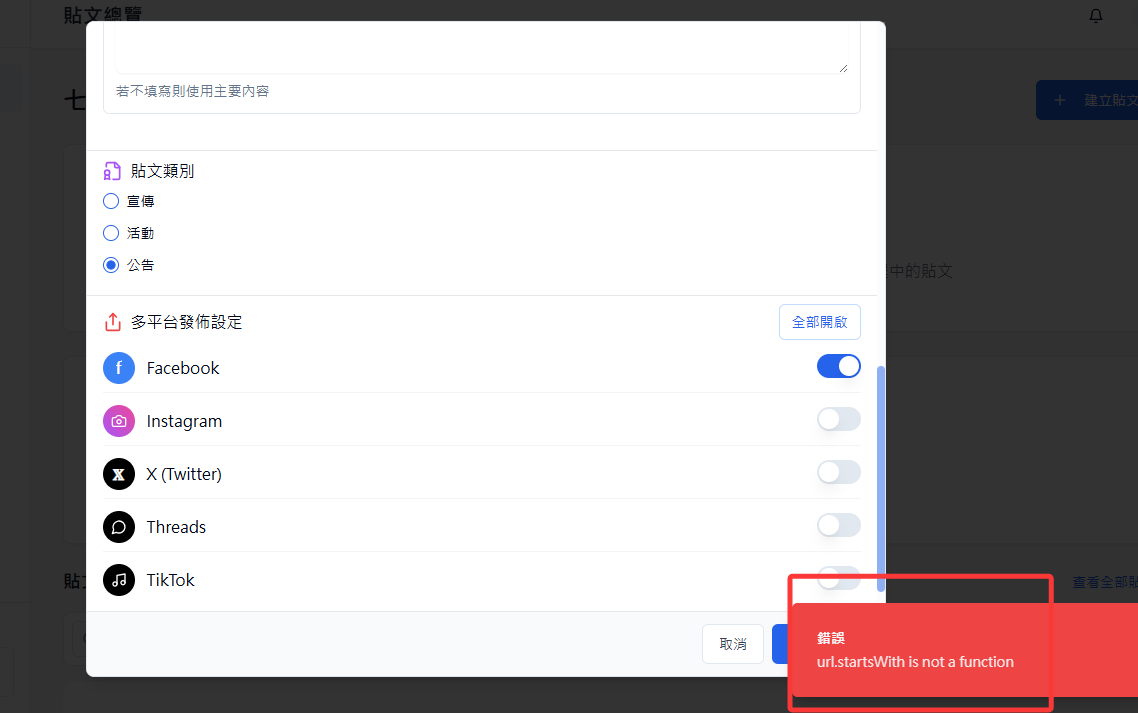 貼文總覽
七
建立貼文
若不填寫則使用主要內容
貼文類別
宣傳
活動
公告
中的貼文
多平台發佈設定
全部開啟
Facebook
Instagram
X (Twitter)
Threads
TikTok
貼
查看全部貼
取消
錯誤
url.startsWith is not a function